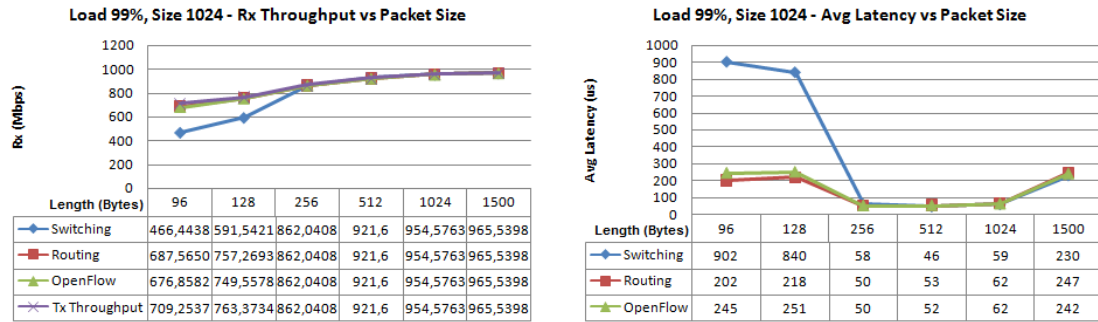 Load 99%, Size 1024 - Rx Throughput vs Packet Size
Rx (Mbps)
1200
1000
800
600
400
200
0
Length (Bytes) 96 128 256 512 1024 1500
Switching 466,4438 591,5421 862,0408 921,6 954,5763 965,5398
Routing 687,5650 757,2693 862,0408 921,6 954,5763 965,5398
OpenFlow 676,8582 749,5578 862,0408 921,6 954,5763 965,5398
Tx Throughput 709,2537 763,3734 862,0408 921,6 954,5763 965,5398
Load 99%, Size 1024 - Avg Latency vs Packet Size
Avg Latency (us)
1000
900
800
700
600
500
400
300
200
100
0
Length (Bytes) 96 128 256 512 1024 1500
Switching 902 840 58 46 59 230
Routing 202 218 50 53 62 247
OpenFlow 245 251 50 52 62 242